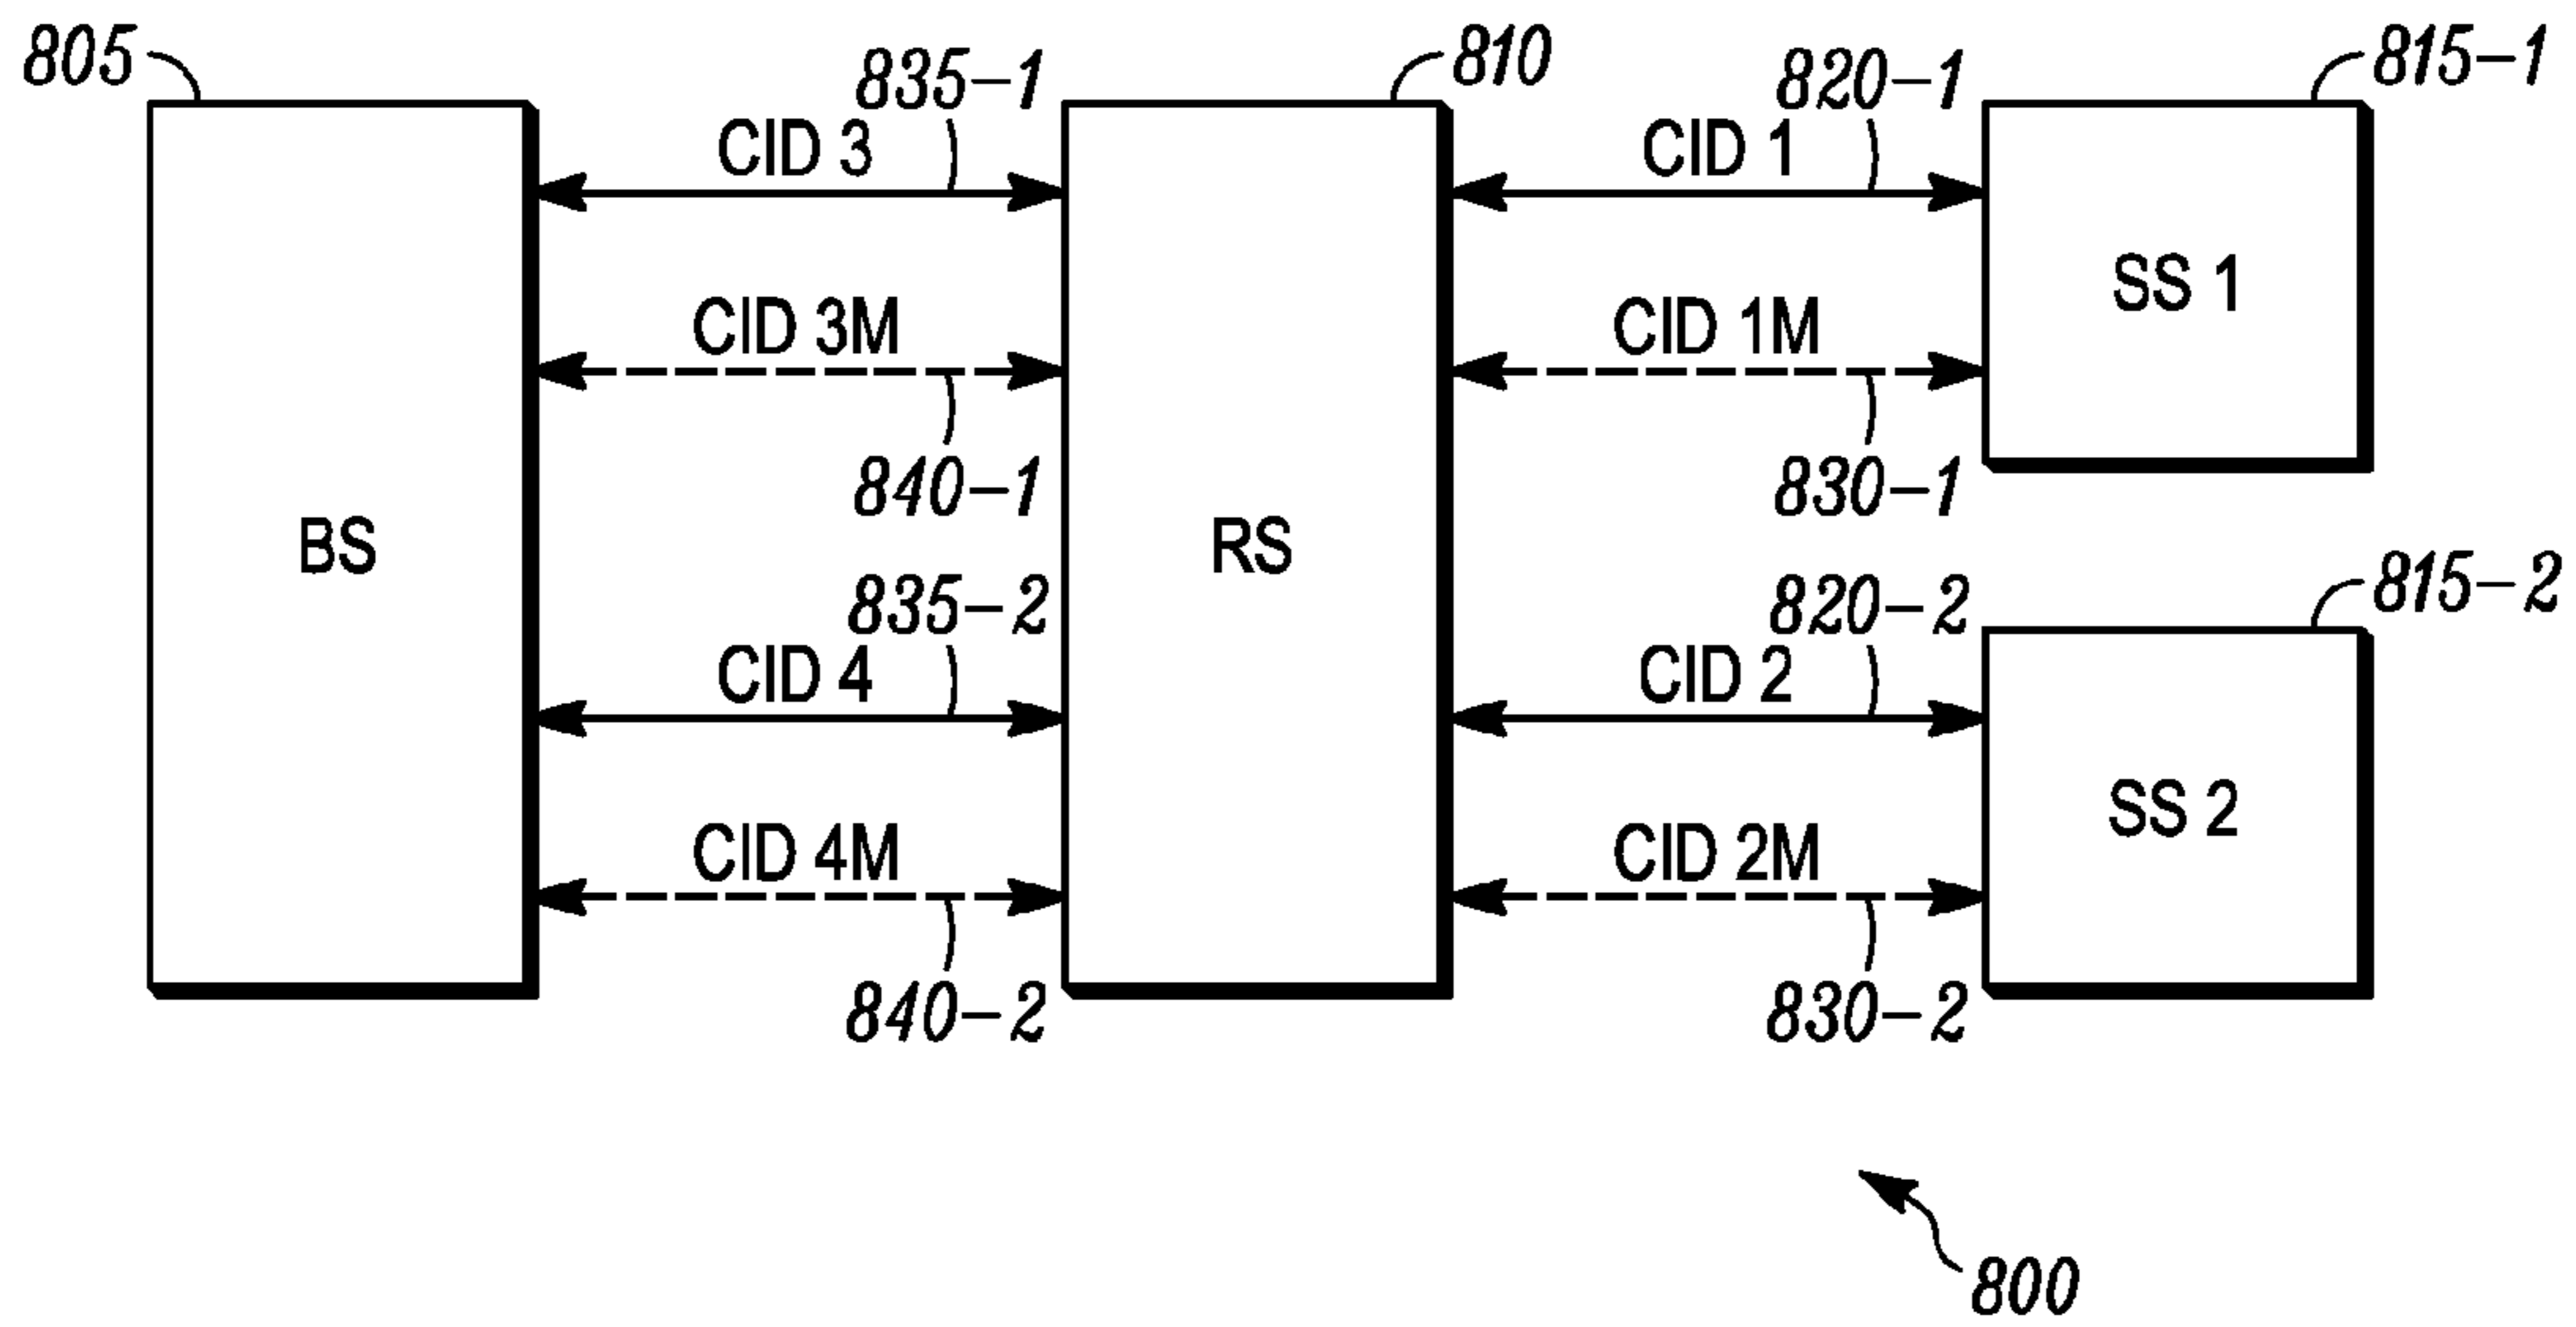 805
835-1
810
820-1
815-1
CID 3
CID 1
SS 1
CID 3M
CID 1M
840-1
830-1
BS
RS
835-2
820-2
815-2
CID 4
CID 2
SS 2
CID 4M
CID 2M
840-2
830-2
800